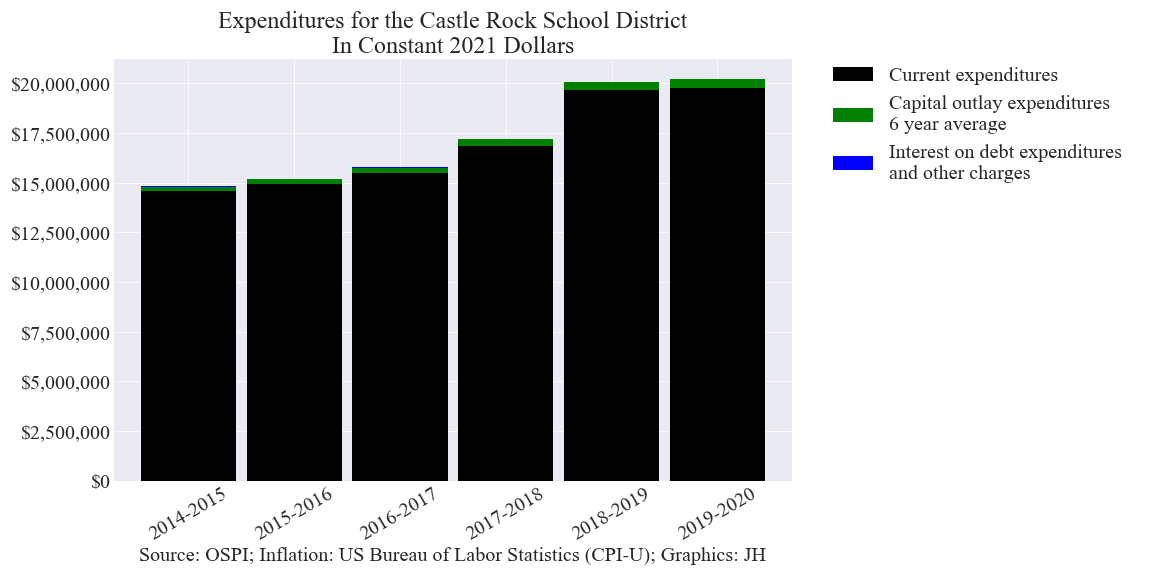 Expenditures for the Castle Rock School District
In Constant 2021 Dollars
$20,000,000
$17,500,000
$15,000,000
$12,500,000
$10,000,000
$7,500,000
$5,000,000
$2,500,000
$0
2014-2015
2015-2016
2016-2017
2017-2018
2018-2019
2019-2020
Source: OSPI; Inflation: US Bureau of Labor Statistics (CPI-U); Graphics: JH
Current expenditures
Capital outlay expenditures
6 year average
Interest on debt expenditures
and other charges